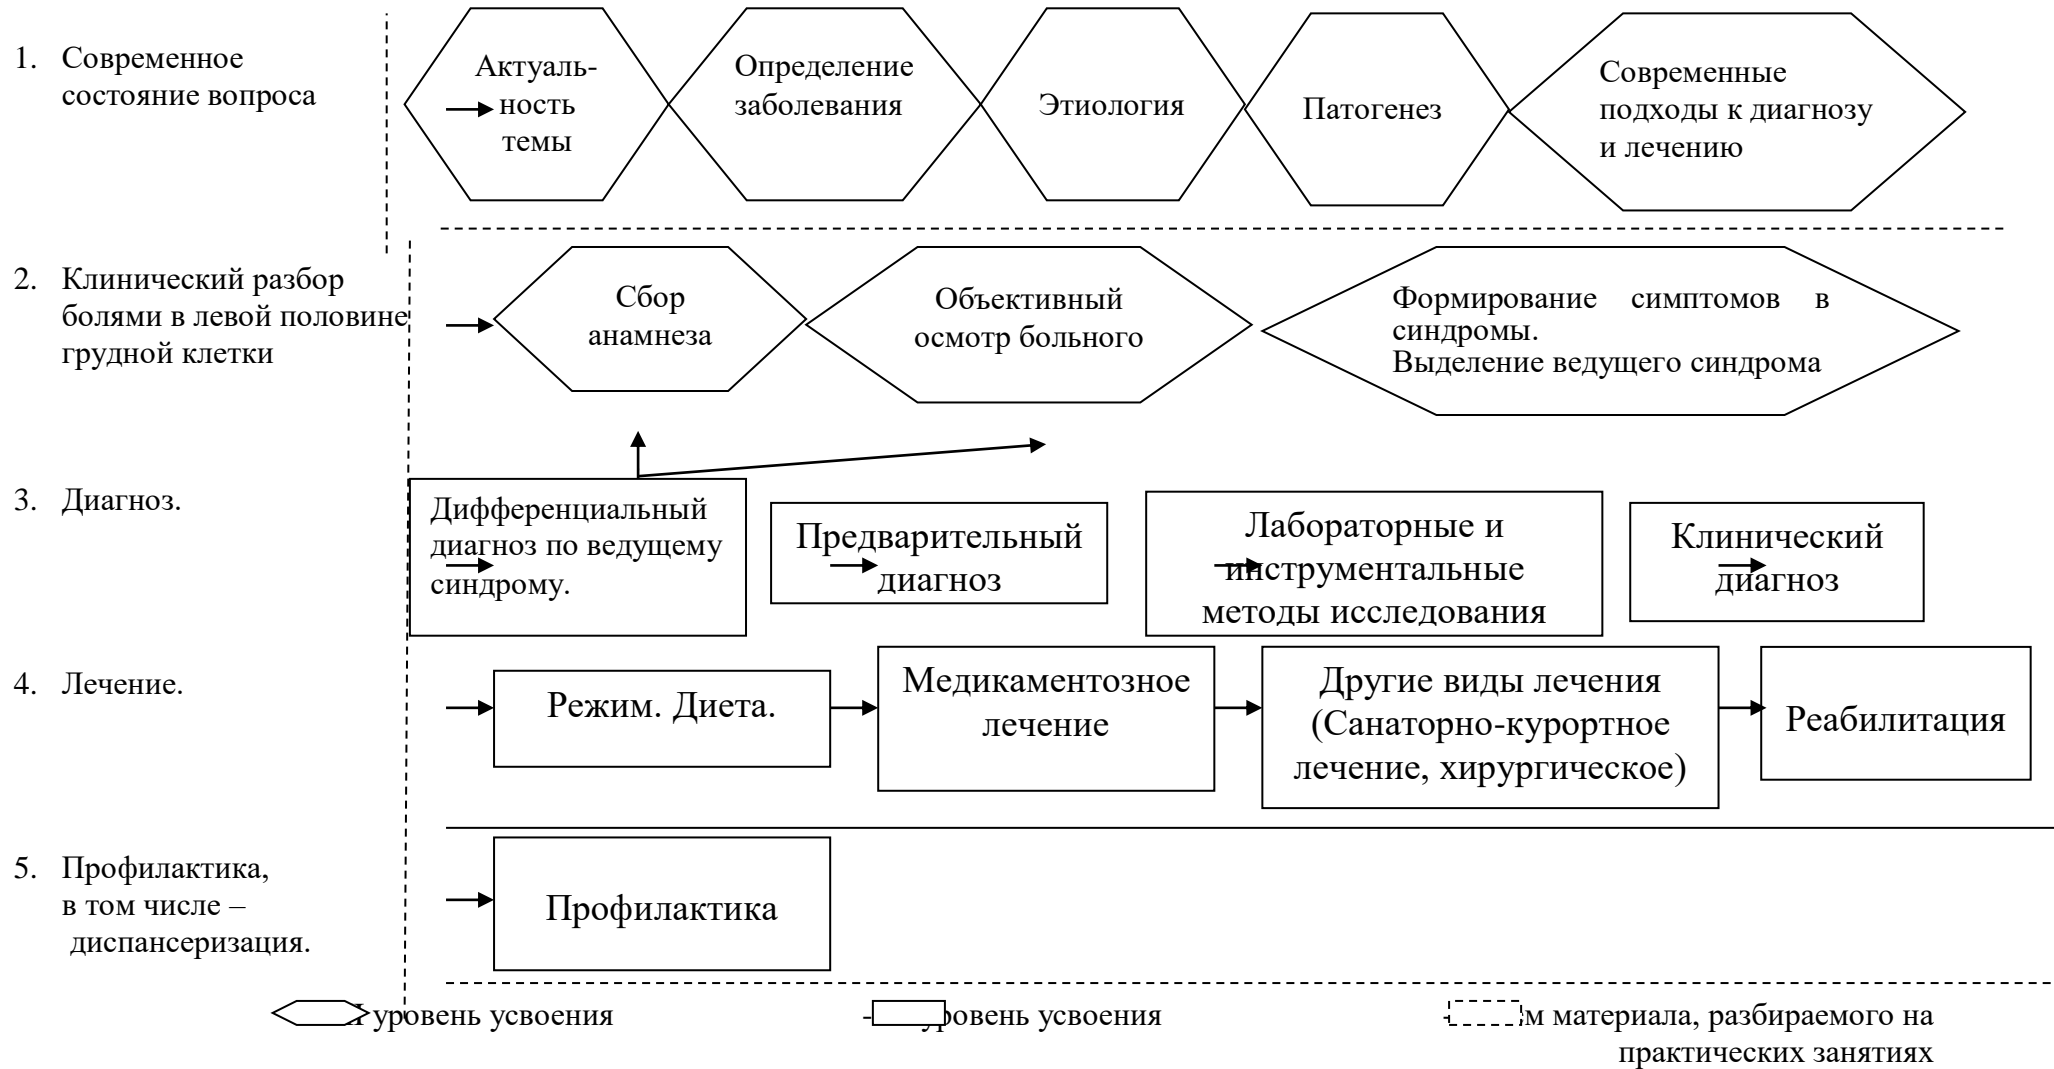 1. Современное
состояние вопроса
Актуаль-
ность
темы
Определение
заболевания
Этиология
Патогенез
Современные
подходы к диагнозу
и лечению
2. Клинический разбор
болями в левой половине
грудной клетки
Сбор
анамнеза
Объективный
осмотр больного
Формирование симптомов в
синдромы.
Выделение ведущего синдрома
3. Диагноз.
Дифференциальный
диагноз по ведущему
синдрому.
Предварительный
диагноз
Лабораторные и
инструментальные
методы исследования
Клинический
диагноз
4. Лечение.
Режим. Диета.
Медикаментозное
лечение
Другие виды лечения
(Санаторно-курортное
лечение, хирургическое)
Реабилитация
5. Профилактика,
в том числе –
диспансеризация.
Профилактика
уровень усвоения
- уровень усвоения
материала, разбираемого на
практических занятиях